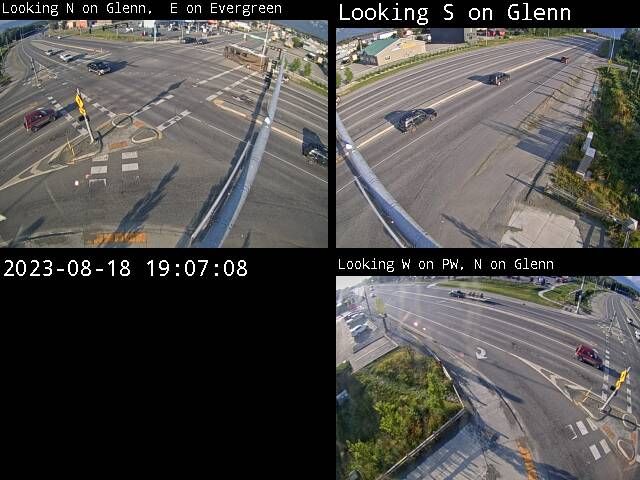 Looking N on Glenn,  E on Evergreen
Looking S on Glenn
2023-08-18 19:07:08
Looking W on PW, N on Glenn